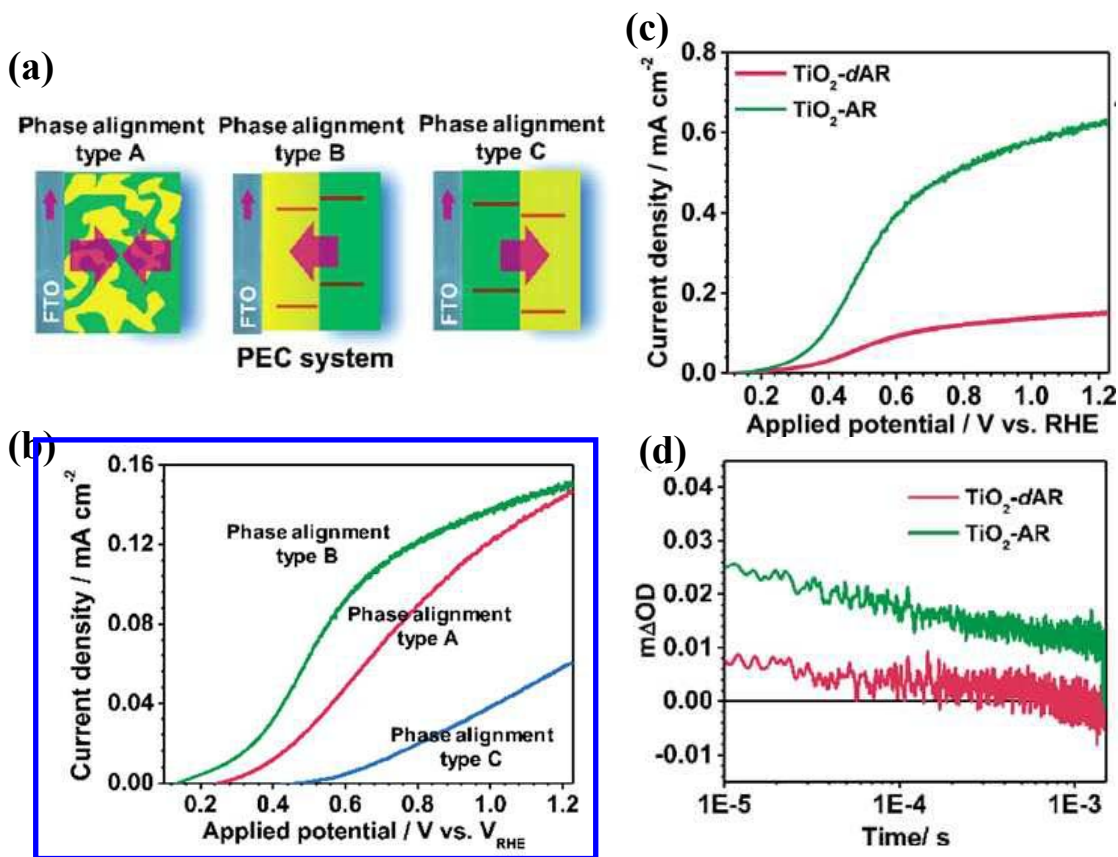 (a)
Phase alignment
type A
Phase alignment
type B
Phase alignment
type C
FTO
FTO
FTO
PEC system
(b)
0.16
0.12
0.08
0.04
0.00
Current density / mA cm⁻²
Phase alignment
type B
Phase alignment
type A
Phase alignment
type C
0.2 0.4 0.6 0.8 1.0 1.2
Applied potential / V vs. V_RHE
(c)
0.8
0.6
0.4
0.2
0.0
Current density / mA cm⁻²
TiO₂-dAR
TiO₂-AR
0.2 0.4 0.6 0.8 1.0 1.2
Applied potential / V vs. RHE
(d)
0.04
0.03
0.02
0.01
0.00
-0.01
mΔOD
TiO₂-dAR
TiO₂-AR
1E-5 1E-4 1E-3
Time/ s